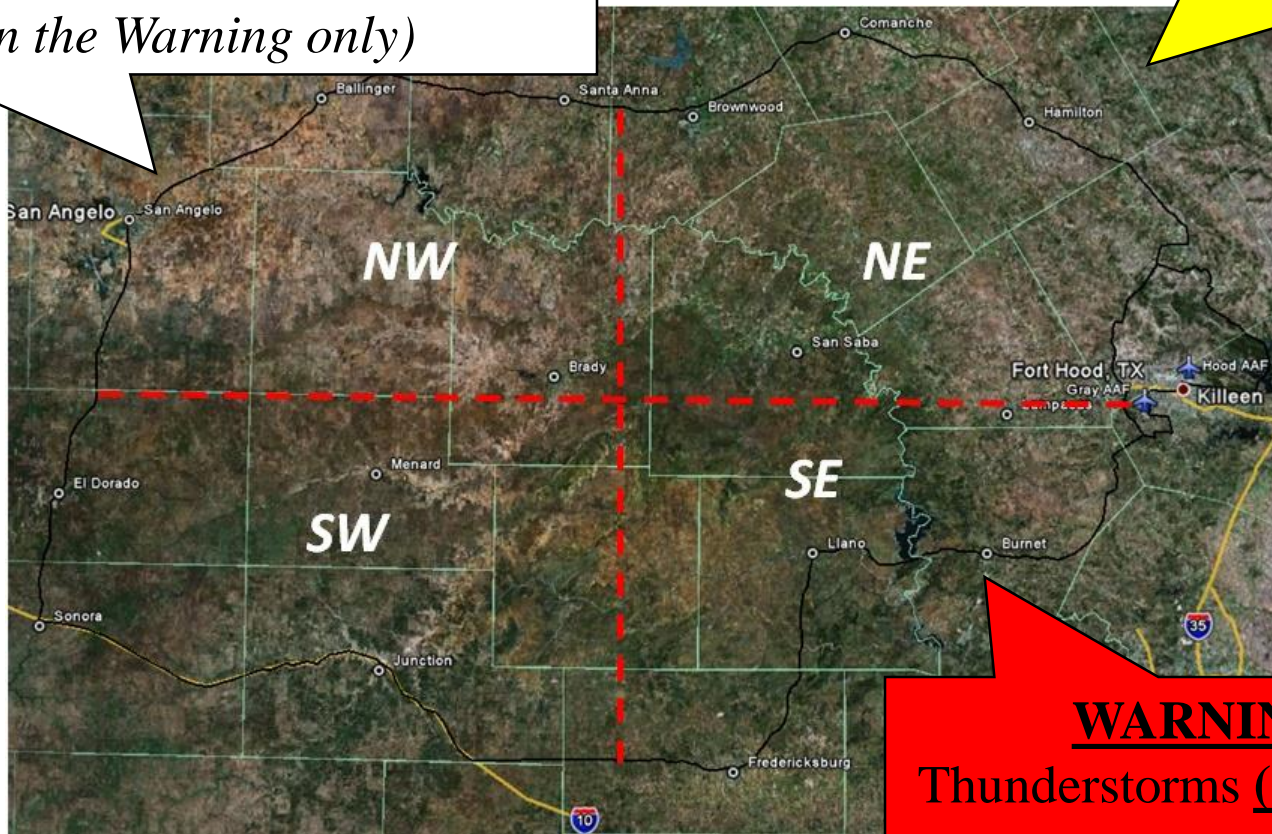 n the Warning only)
Comanche
Ballinger
Santa Anna
Brownwood
Hamilton
San Angelo
San Angelo
NW
NE
San Saba
Brady
Fort Hood, TX
Hood AAF
Gray AAF
Killeen
Lampasas
Menard
SE
El Dorado
SW
Llano
Burnet
Sonora
35
Junction
WARNIN
Thunderstorms (
Fredericksburg
10